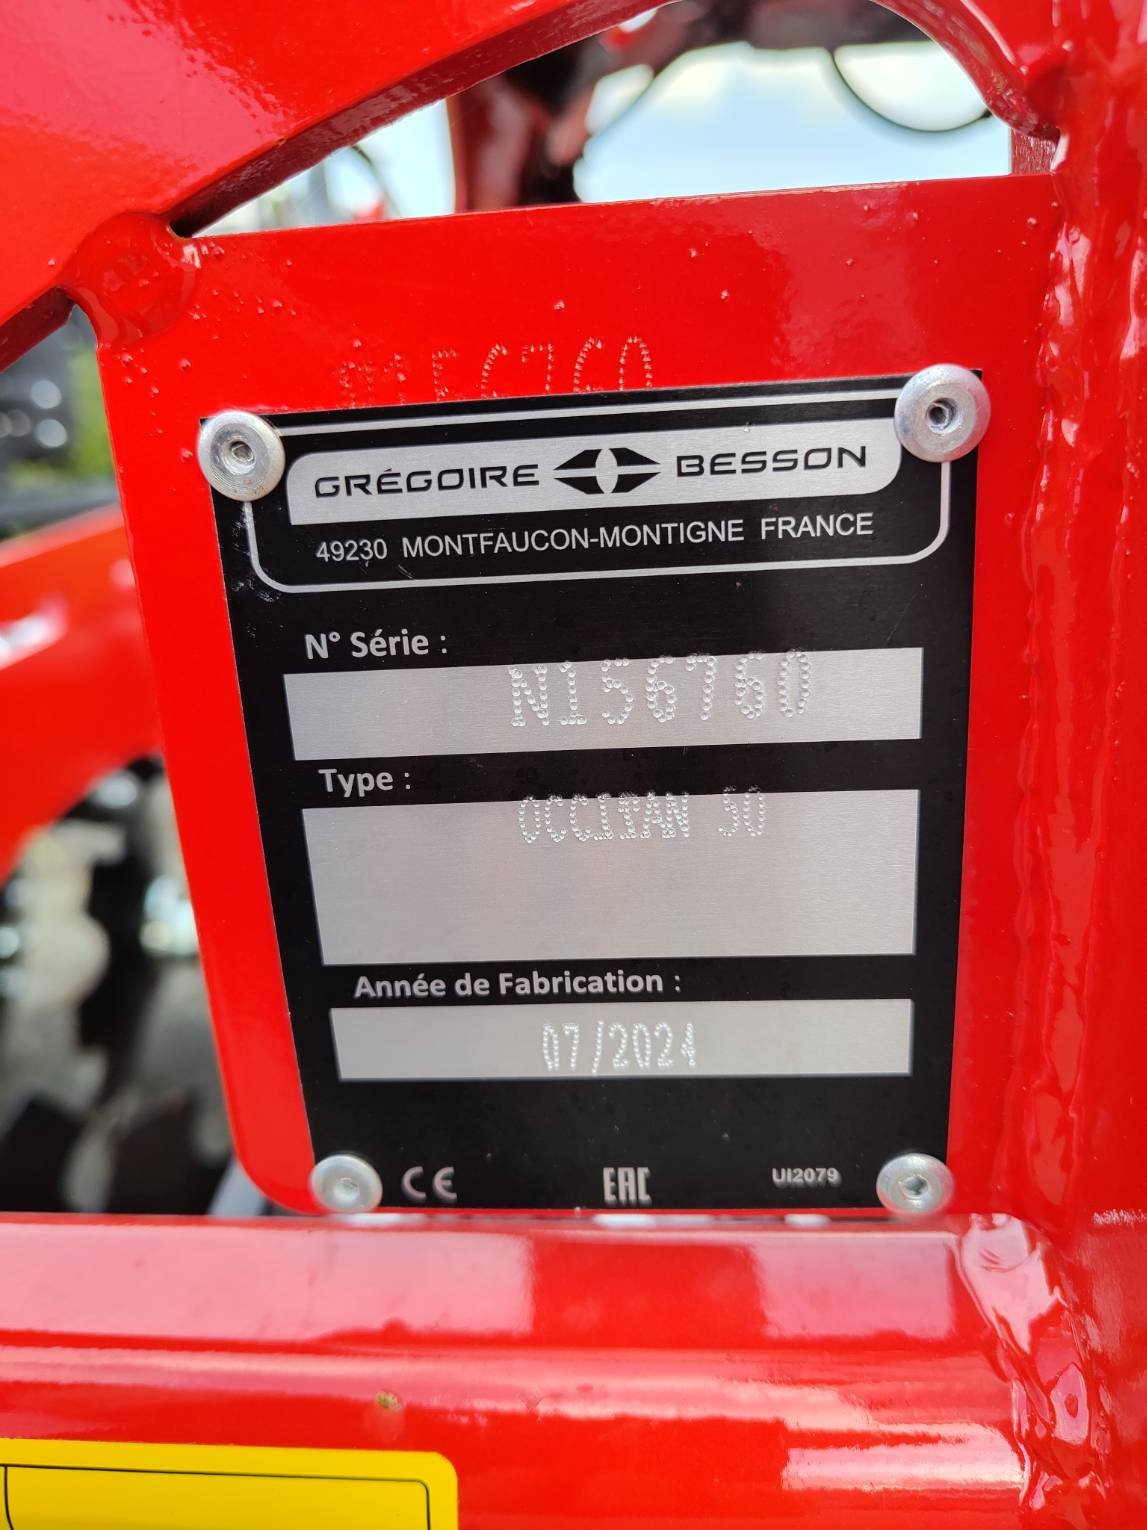 N156760
GRÉGOIRE BESSON
49230 MONTFAUCON-MONTIGNE FRANCE
N° Série :
N156760
Type :
OCCITAN 50
Année de Fabrication :
07/2024
CE EAC UI2079